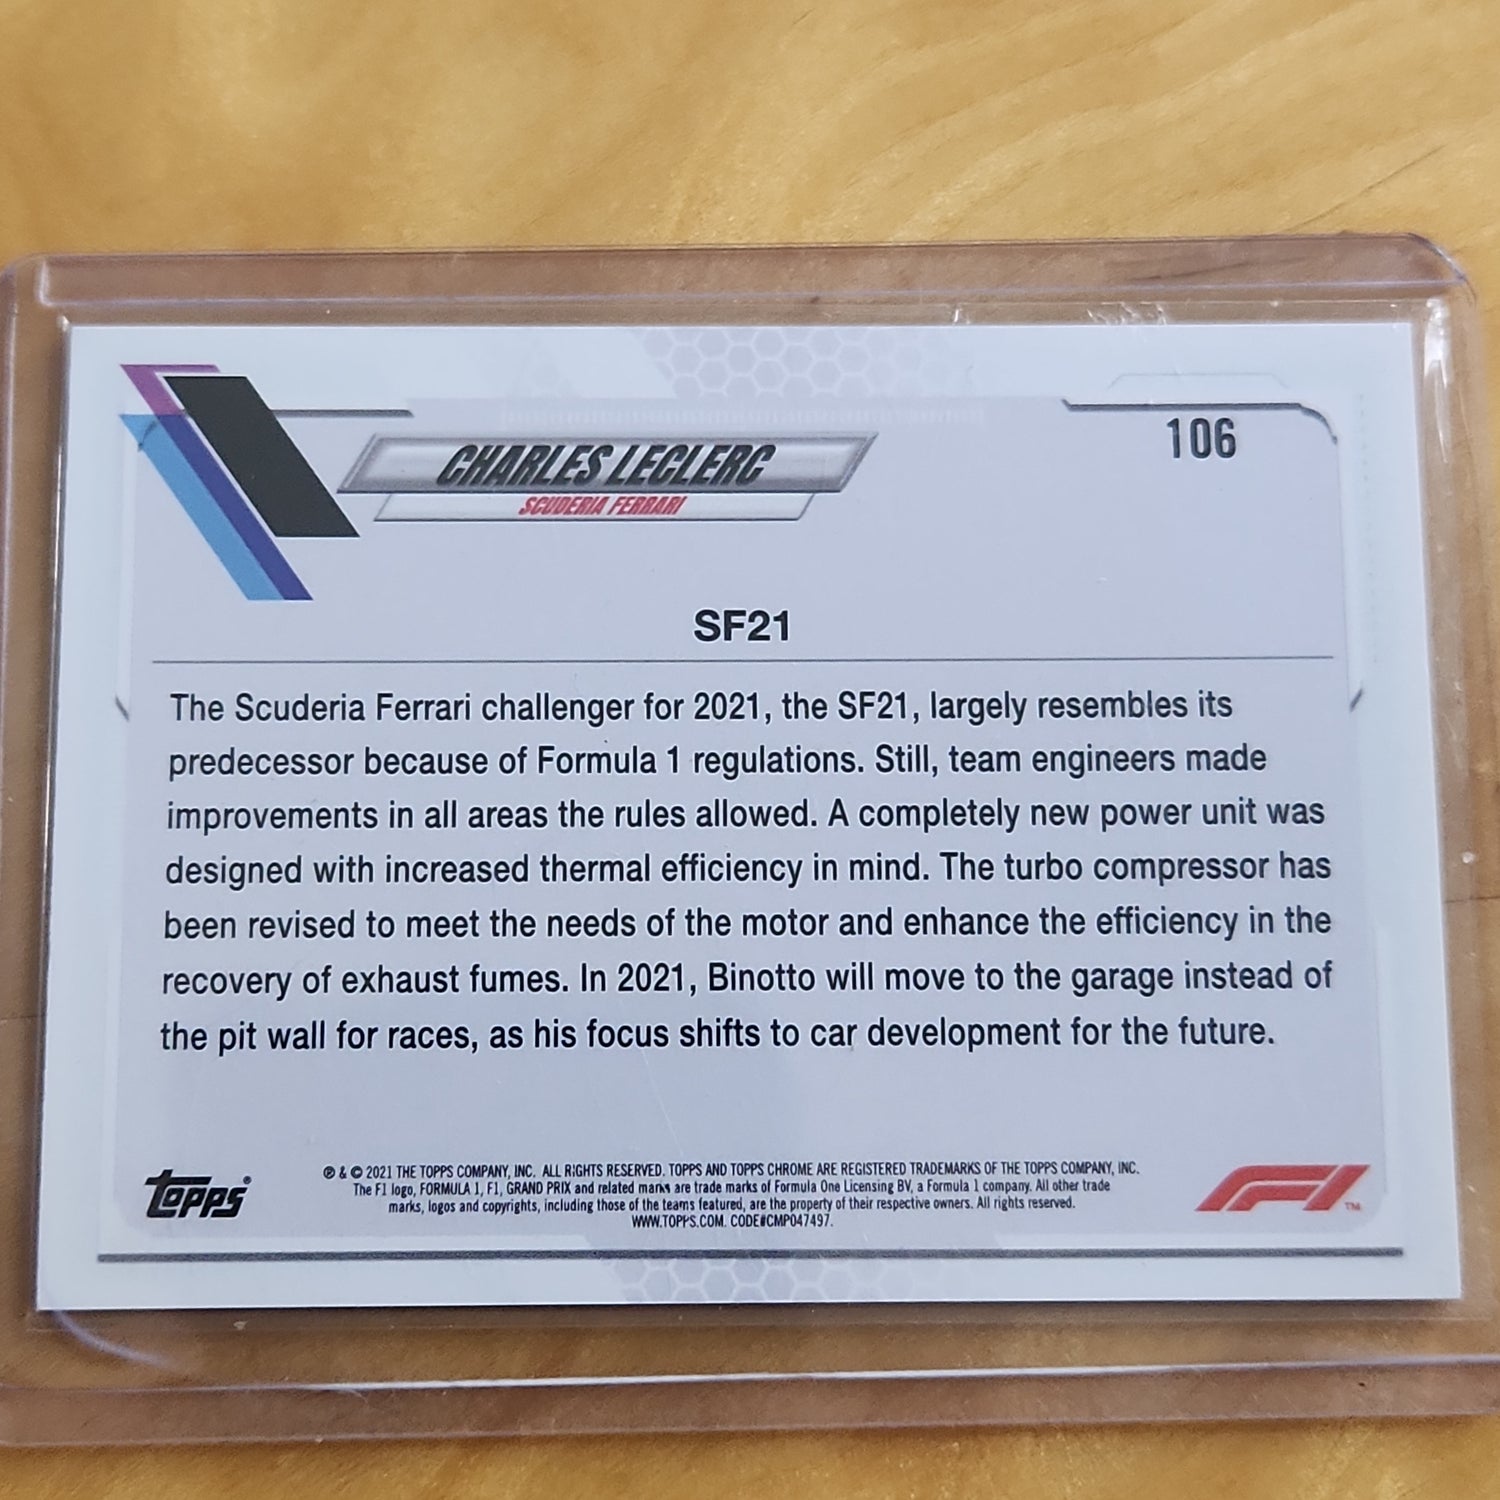 CHARLES LECLERC
106
SCUDERIA FERRARI
SF21
The Scuderia Ferrari challenger for 2021, the SF21, largely resembles its
predecessor because of Formula 1 regulations. Still, team engineers made
improvements in all areas the rules allowed. A completely new power unit was
designed with increased thermal efficiency in mind. The turbo compressor has
been revised to meet the needs of the motor and enhance the efficiency in the
recovery of exhaust fumes. In 2021, Binotto will move to the garage instead of
the pit wall for races, as his focus shifts to car development for the future.
topps®
℗ & © 2021 THE TOPPS COMPANY, INC. ALL RIGHTS RESERVED. TOPPS AND TOPPS CHROME ARE REGISTERED TRADEMARKS OF THE TOPPS COMPANY, INC.
The F1 logo, FORMULA 1, F1, GRAND PRIX and related marks are trade marks of Formula One Licensing BV, a Formula 1 company. All other trade
marks, logos and copyrights, including those of the teams featured, are the property of their respective owners. All rights reserved.
WWW.TOPPS.COM. CODE#CMP047497.
F1™